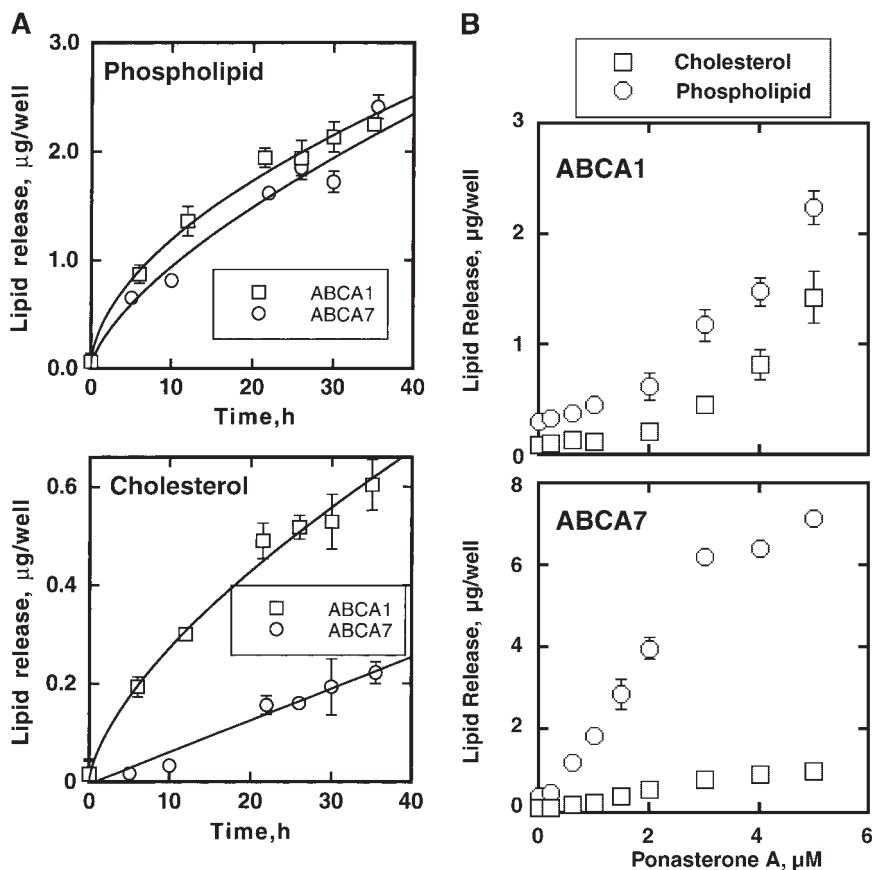 A
3.0
Phospholipid
2.0
1.0
0.0
Lipid release, µg/well
ABCA1
ABCA7
0 10 20 30 40
Time,h
0.6
Cholesterol
0.4
0.2
0
Lipid release, µg/well
ABCA1
ABCA7
0 10 20 30 40
Time,h
B
Cholesterol
Phospholipid
3
ABCA1
2
1
0
Lipid Release, µg/well
8
ABCA7
6
4
2
0
Lipid Release, µg/well
0 2 4 6
Ponasterone A, µM